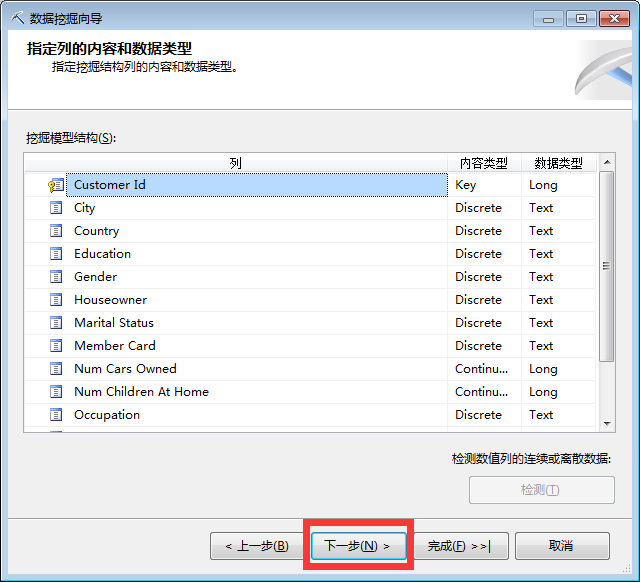 数据挖掘向导
指定列的内容和数据类型
指定挖掘结构列的内容和数据类型。
挖掘模型结构(S):
列 内容类型 数据类型
Customer Id Key Long
City Discrete Text
Country Discrete Text
Education Discrete Text
Gender Discrete Text
Houseowner Discrete Text
Marital Status Discrete Text
Member Card Discrete Text
Num Cars Owned Continu... Long
Num Children At Home Continu... Long
Occupation Discrete Text
检测数值列的连续或离散数据:
检测(T)
< 上一步(B) 下一步(N) > 完成(F) >>| 取消